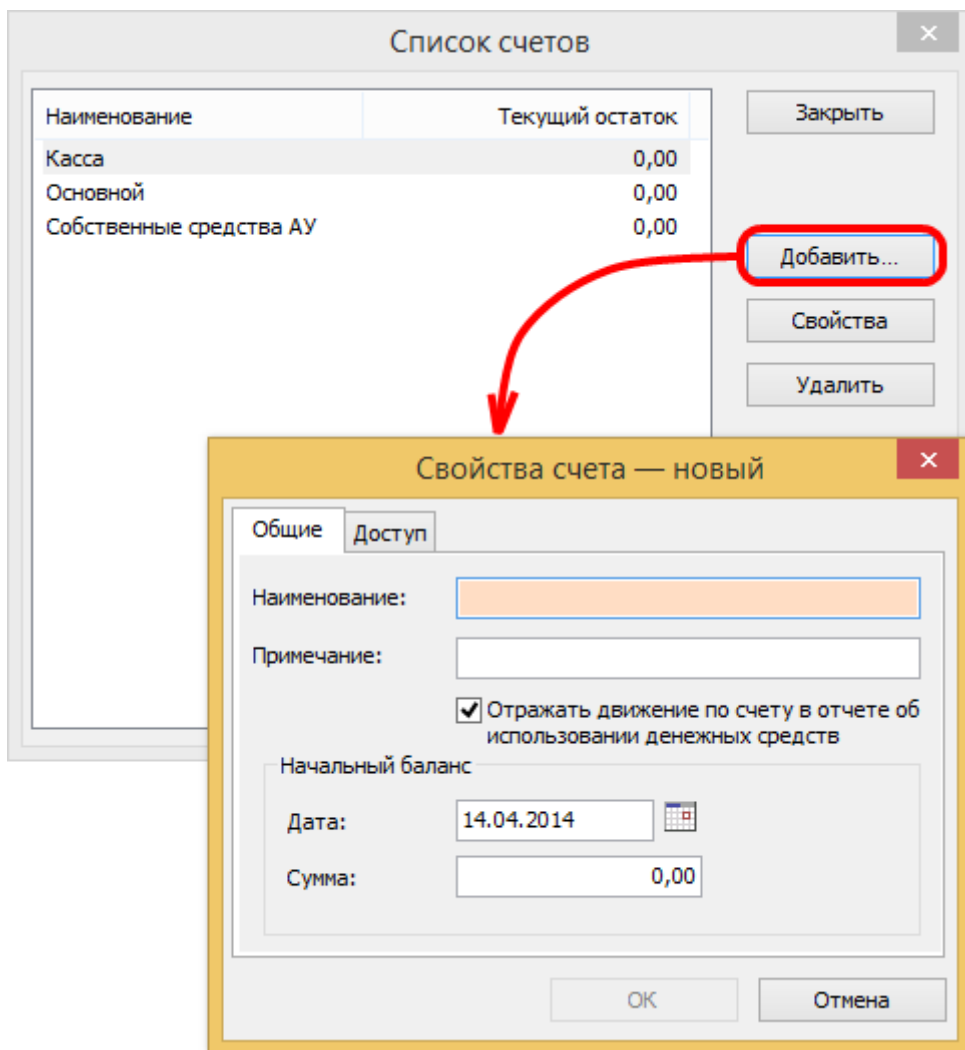 Список счетов
Наименование Текущий остаток
Касса 0,00
Основной 0,00
Собственные средства АУ 0,00
Закрыть
Добавить...
Свойства
Удалить
Свойства счета — новый
Общие Доступ
Наименование:
Примечание:
Отражать движение по счету в отчете об
использовании денежных средств
Начальный баланс
Дата: 14.04.2014
Сумма: 0,00
ОК Отмена